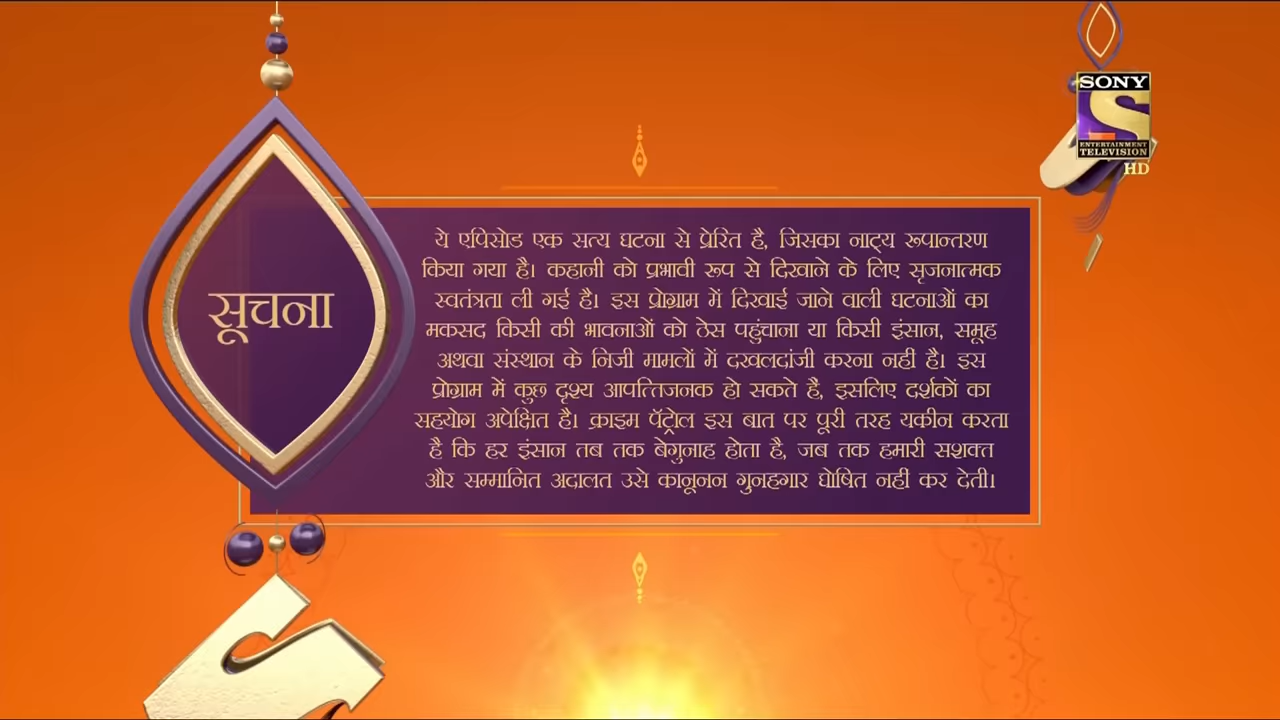 SONY
ENTERTAINMENT
TELEVISION
HD
सूचना
ये एपिसोड एक सत्य घटना से प्रेरित है, जिसका नाट्य रूपान्तरण
किया गया है। कहानी को प्रभावी रूप से दिखाने के लिए सृजनात्मक
स्वतंत्रता ली गई है। इस प्रोग्राम में दिखाई जाने वाली घटनाओं का
मकसद किसी की भावनाओं को ठेस पहुंचाना या किसी इंसान, समूह
अथवा संस्थान के निजी मामलों में दखलदांजी करना नहीं है। इस
प्रोग्राम में कुछ दृश्य आपत्तिजनक हो सकते हैं, इसलिए दर्शकों का
सहयोग अपेक्षित है। क्राइम पॅट्रोल इस बात पर पूरी तरह यकीन करता
है कि हर इंसान तब तक बेगुनाह होता है, जब तक हमारी सशक्त
और सम्मानित अदालत उसे कानूनन गुनहगार घोषित नहीं कर देती।